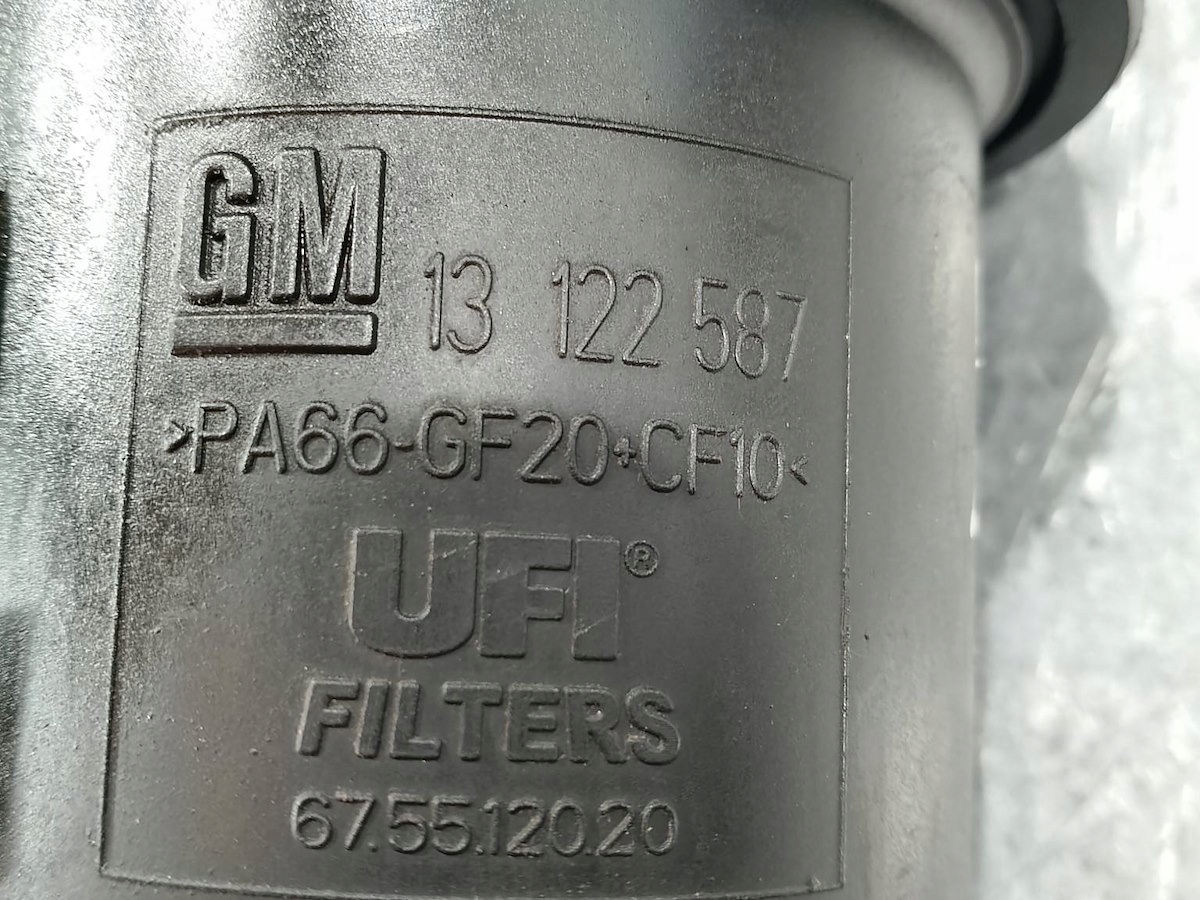 GM 13 122 587
>PA66-GF20+CF10<
UFI®
FILTERS
67.55.120.20